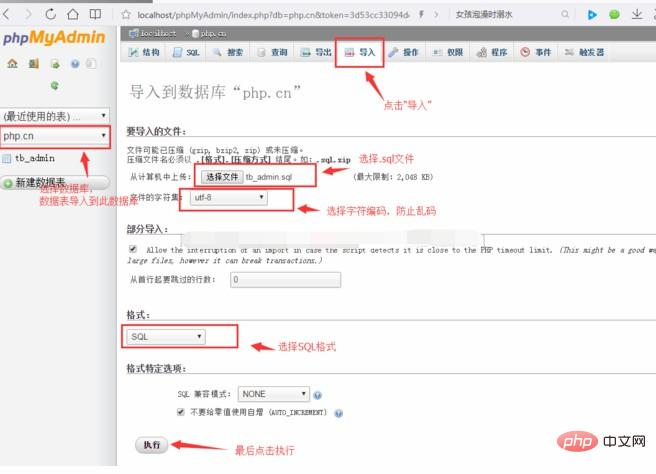 localhost/phpMyAdmin/index.php?db=php.cn&token=3d53cc33094d
女孩泡澡时溺水
phpMyAdmin
localhost » php.cn
结构 SQL 搜索 查询 导出 导入 操作 权限 程序 事件 触发器
(最近使用的表) ...
php.cn
tb_admin
新建数据表
选择数据库，
数据表导入到此数据点
点击"导入"
导入到数据库“php.cn”
要导入的文件:
文件可能已压缩 (gzip, bzip2, zip) 或未压缩。
压缩文件名必须以 .[格式].[压缩方式] 结尾。如: .sql.zip
选择.sql文件
从计算机中上传: 选择文件 tb_admin.sql (最大限制: 2,048 KB)
文件的字符集: utf-8
选择字符编码，防止乱码
部分导入:
Allow the interruption of an import in case the script detects it is close to the PHP timeout limit. (This might be a good wa
large files, however it can break transactions.)
从首行起要跳过的行数: 0
格式:
SQL
选择SQL格式
格式特定选项:
SQL 兼容模式: NONE
不要给零值使用自增 (AUTO_INCREMENT)
执行
最后点击执行
php 中文网